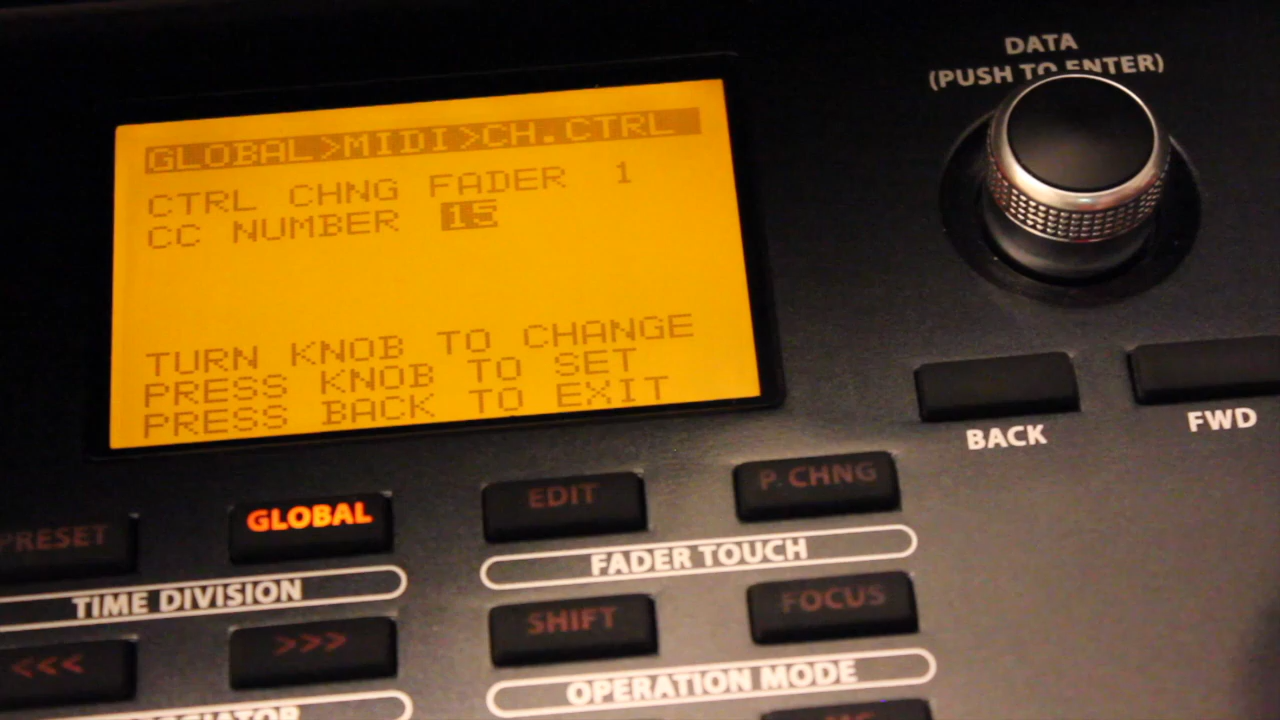 DATA
(PUSH TO ENTER)
GLOBAL>MIDI>CH.CTRL
CTRL CHNG FADER 1
CC NUMBER 15
TURN KNOB TO CHANGE
PRESS KNOB TO SET
PRESS BACK TO EXIT
BACK
FWD
PRESET
GLOBAL
EDIT
P. CHNG
TIME DIVISION
FADER TOUCH
<<<
>>>
SHIFT
FOCUS
OPERATION MODE